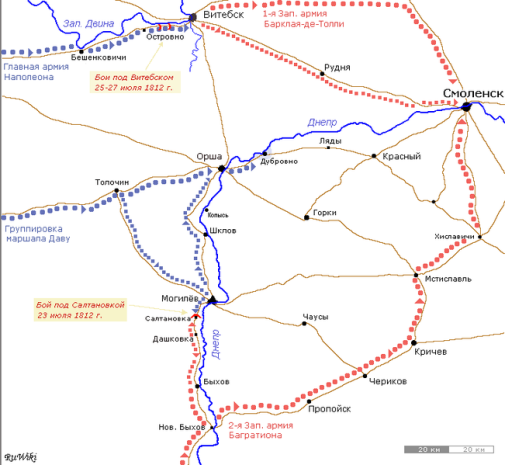 Витебск
1-я Зап. армия
Барклая-де-Толли
Зап. Двина
Островно
Бешенковичи
Главная армия
Наполеона
Бои под Витебском
25-27 июля 1812 г.
Рудня
Смоленск
Днепр
Орша
Дубровно
Ляды
Красный
Толочин
Копысь
Горки
Группировка
маршала Даву
Шклов
Хиславичи
Мстиславль
Могилёв
Бой под Салтановкой
23 июля 1812 г.
Салтановка
Чаусы
Дашковка
Днепр
Кричев
Быхов
Чериков
Пропойск
Нов. Быхов
2-я Зап. армия
Багратиона
20 км 20 км
RuWiki